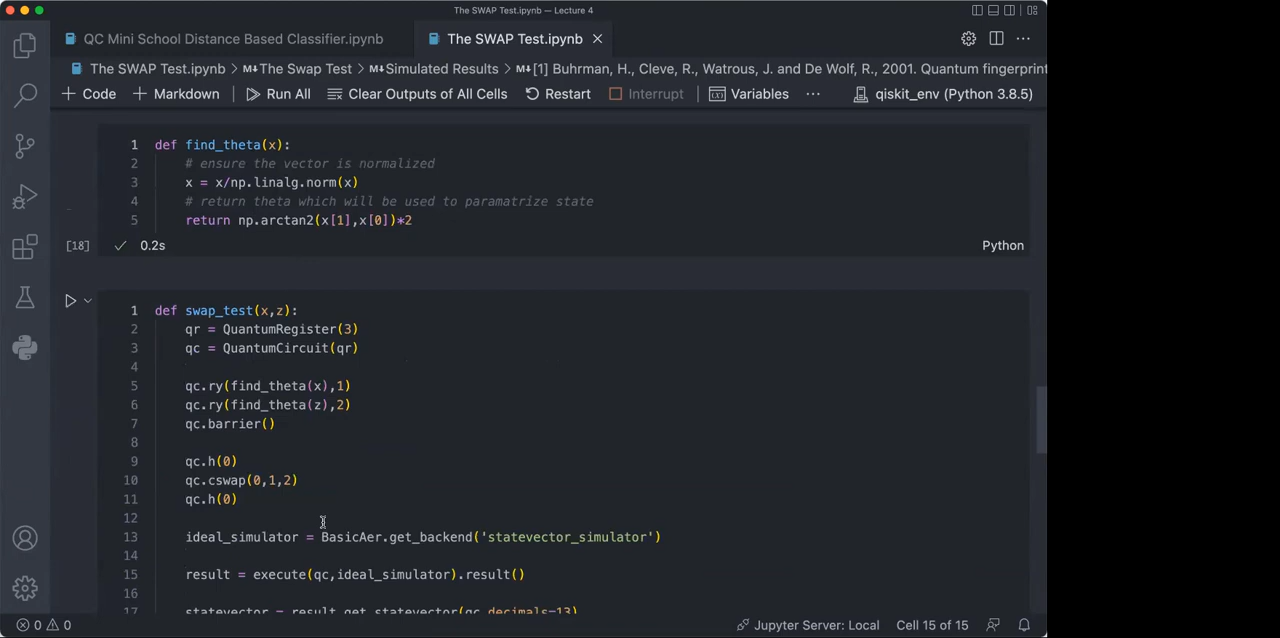 The SWAP Test.ipynb — Lecture 4
QC Mini School Distance Based Classifier.ipynb
The SWAP Test.ipynb
The SWAP Test.ipynb > M↓The Swap Test > M↓Simulated Results > M↓[1] Buhrman, H., Cleve, R., Watrous, J. and De Wolf, R., 2001. Quantum fingerprint
+ Code + Markdown Run All Clear Outputs of All Cells Restart Interrupt Variables ... qiskit_env (Python 3.8.5)
1 def find_theta(x):
2 # ensure the vector is normalized
3 x = x/np.linalg.norm(x)
4 # return theta which will be used to paramatrize state
5 return np.arctan2(x[1],x[0])*2
[18] ✓ 0.2s Python
1 def swap_test(x,z):
2 qr = QuantumRegister(3)
3 qc = QuantumCircuit(qr)
4
5 qc.ry(find_theta(x),1)
6 qc.ry(find_theta(z),2)
7 qc.barrier()
8
9 qc.h(0)
10 qc.cswap(0,1,2)
11 qc.h(0)
12
13 ideal_simulator = BasicAer.get_backend('statevector_simulator')
14
15 result = execute(qc,ideal_simulator).result()
16
17 statevector = result.get_statevector(qc,decimals=13)
0 0 Jupyter Server: Local Cell 15 of 15